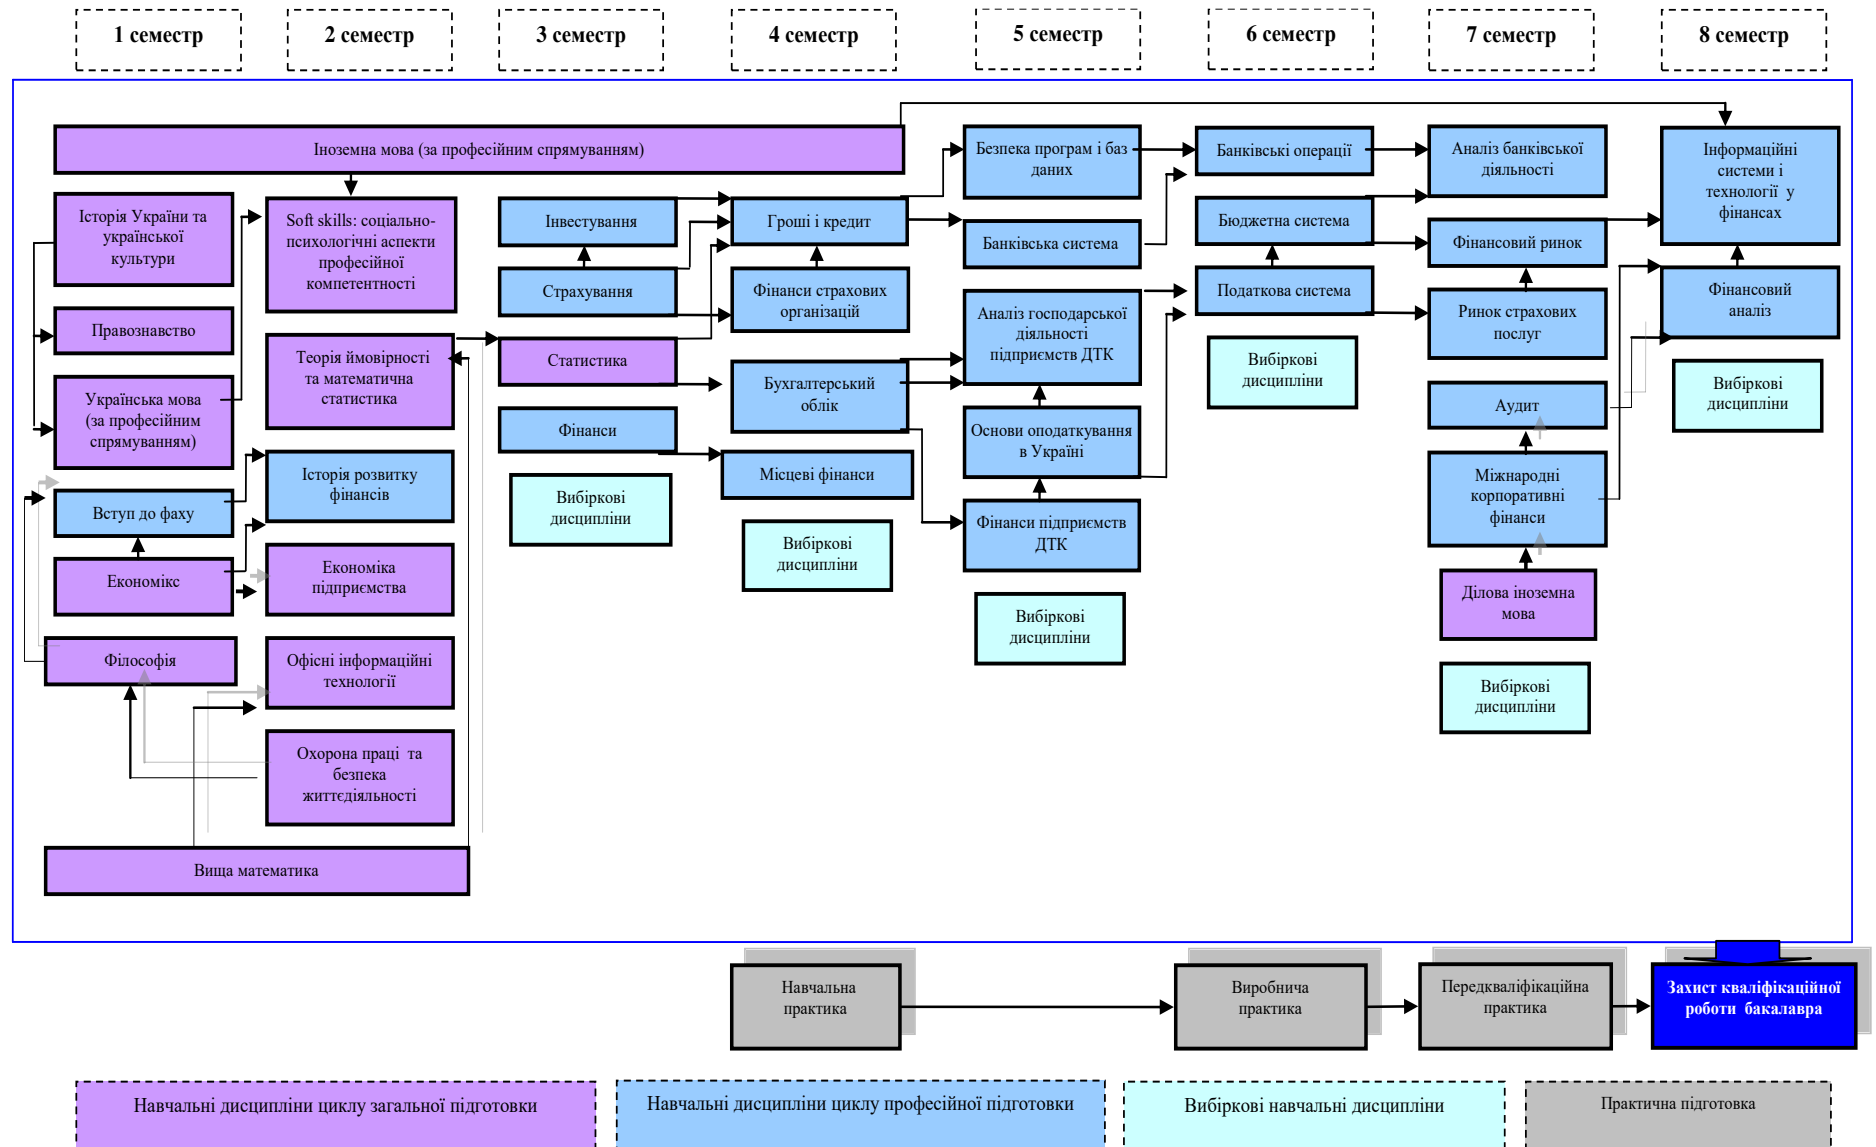 1 семестр
2 семестр
3 семестр
4 семестр
5 семестр
6 семестр
7 семестр
8 семестр
Іноземна мова (за професійним спрямуванням)
Історія України та
української
культури
Правознавство
Українська мова
(за професійним
спрямуванням)
Вступ до фаху
Економікс
Філософія
Вища математика
Soft skills: соціально-
психологічні аспекти
професійної
компетентності
Теорія ймовірності
та математична
статистика
Історія розвитку
фінансів
Економіка
підприємства
Офісні інформаційні
технології
Охорона праці та
безпека
життєдіяльності
Інвестування
Страхування
Статистика
Фінанси
Вибіркові
дисципліни
Гроші і кредит
Фінанси страхових
організацій
Бухгалтерський
облік
Місцеві фінанси
Вибіркові
дисципліни
Безпека програм і баз
даних
Банківська система
Аналіз господарської
діяльності
підприємств ДТК
Основи оподаткування
в Україні
Фінанси підприємств
ДТК
Вибіркові
дисципліни
Банківські операції
Бюджетна система
Податкова система
Вибіркові
дисципліни
Аналіз банківської
діяльності
Фінансовий ринок
Ринок страхових
послуг
Аудит
Міжнародні
корпоративні
фінанси
Ділова іноземна
мова
Вибіркові
дисципліни
Інформаційні
системи і
технології у
фінансах
Фінансовий
аналіз
Вибіркові
дисципліни
Навчальна
практика
Виробнича
практика
Передкваліфікаційна
практика
Захист кваліфікаційної
роботи бакалавра
Навчальні дисципліни циклу загальної підготовки
Навчальні дисципліни циклу професійної підготовки
Вибіркові навчальні дисципліни
Практична підготовка